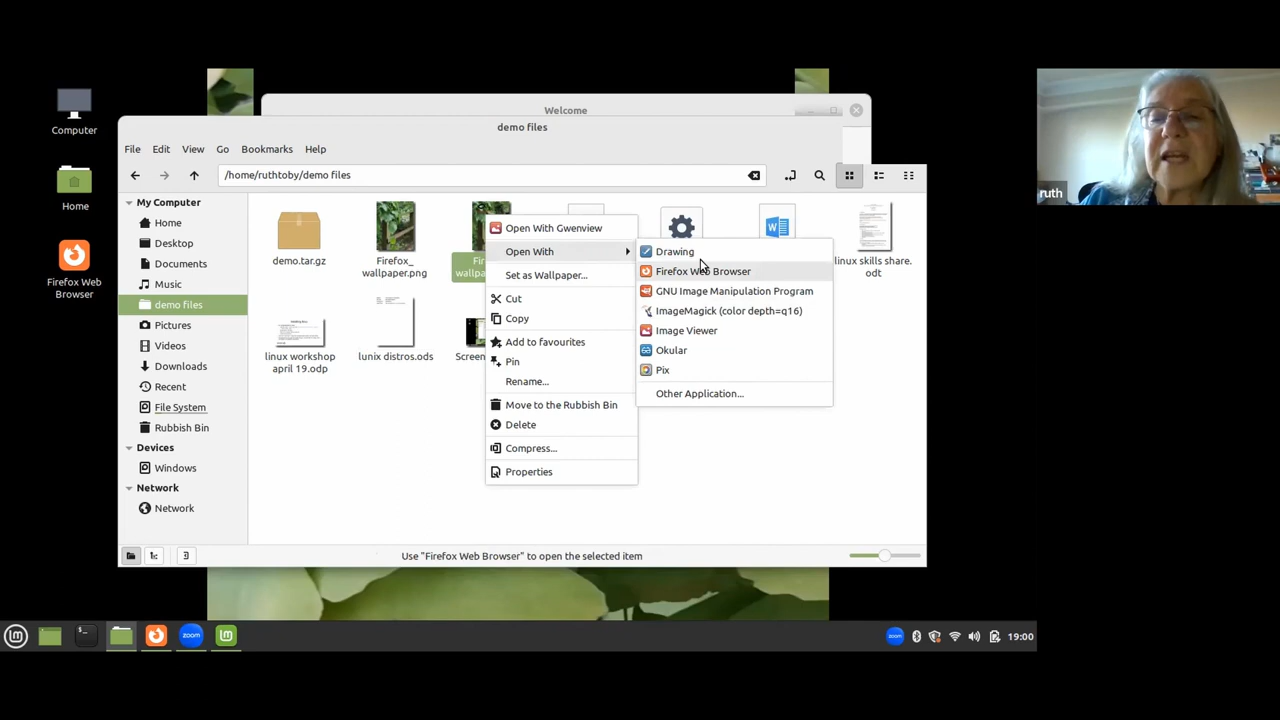 Computer
Home
Firefox Web
Browser
Welcome
demo files
File Edit View Go Bookmarks Help
/home/ruthtoby/demo files
My Computer
Home
Desktop
Documents
Music
demo files
Pictures
Videos
Downloads
Recent
File System
Rubbish Bin
Devices
Windows
Network
Network
demo.tar.gz
Firefox_
wallpaper.png
linux skills share.
odt
linux workshop
april 19.odp
lunix distros.ods
Open With Gwenview
Open With
Set as Wallpaper...
Cut
Copy
Add to favourites
Pin
Rename...
Move to the Rubbish Bin
Delete
Compress...
Properties
Drawing
Firefox Web Browser
GNU Image Manipulation Program
ImageMagick (color depth=q16)
Image Viewer
Okular
Pix
Other Application...
Use "Firefox Web Browser" to open the selected item
ruth
zoom
zoom
19:00